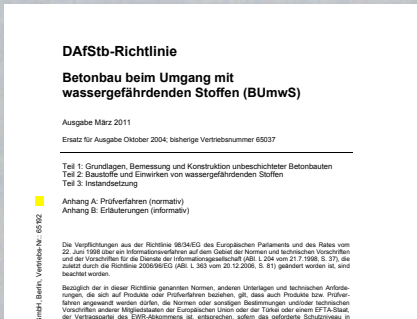 DAfStb-Richtlinie
Betonbau beim Umgang mit
wassergefährdenden Stoffen (BUmwS)
Ausgabe März 2011
Ersatz für Ausgabe Oktober 2004; bisherige Vertriebsnummer 65037
Teil 1: Grundlagen, Bemessung und Konstruktion unbeschichteter Betonbauten
Teil 2: Baustoffe und Einwirken von wassergefährdenden Stoffen
Teil 3: Instandsetzung
Anhang A: Prüfverfahren (normativ)
Anhang B: Erläuterungen (informativ)
Die Verpflichtungen aus der Richtlinie 98/34/EG des Europäischen Parlaments und des Rates vom
22. Juni 1998 über ein Informationsverfahren auf dem Gebiet der Normen und technischen Vorschriften
und der Vorschriften für die Dienste der Informationsgesellschaft (ABl. L 204 vom 21.7.1998, S. 37), die
zuletzt durch die Richtlinie 2006/96/EG (ABl. L 363 vom 20.12.2006, S. 81) geändert worden ist, sind
beachtet worden.
Bezüglich der in dieser Richtlinie genannten Normen, anderen Unterlagen und technischen Anforde-
rungen, die sich auf Produkte oder Prüfverfahren beziehen, gilt, dass auch Produkte bzw. Prüfver-
fahren angewandt werden dürfen, die Normen oder sonstigen Bestimmungen und/oder technischen
Vorschriften anderer Mitgliedstaaten der Europäischen Union oder der Türkei oder einem EFTA-Staat,
der Vertragspartei des EWR-Abkommens ist, entsprechen, sofern das geforderte Schutzniveau in
mbH, Berlin, Vertriebs-Nr.: 65192